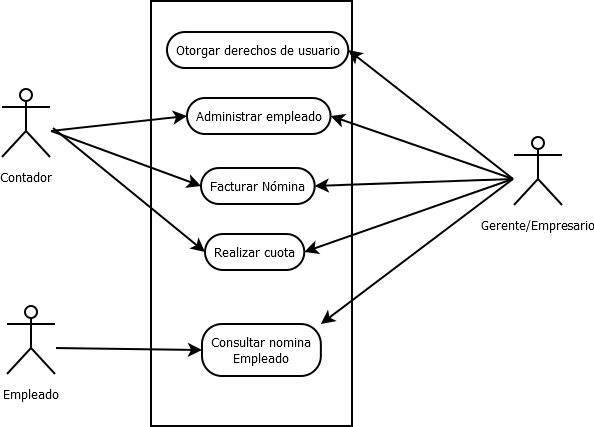 Otorgar derechos de usuario
Administrar empleado
Contador
Facturar Nómina
Gerente/Empresario
Realizar cuota
Consultar nomina
Empleado
Empleado